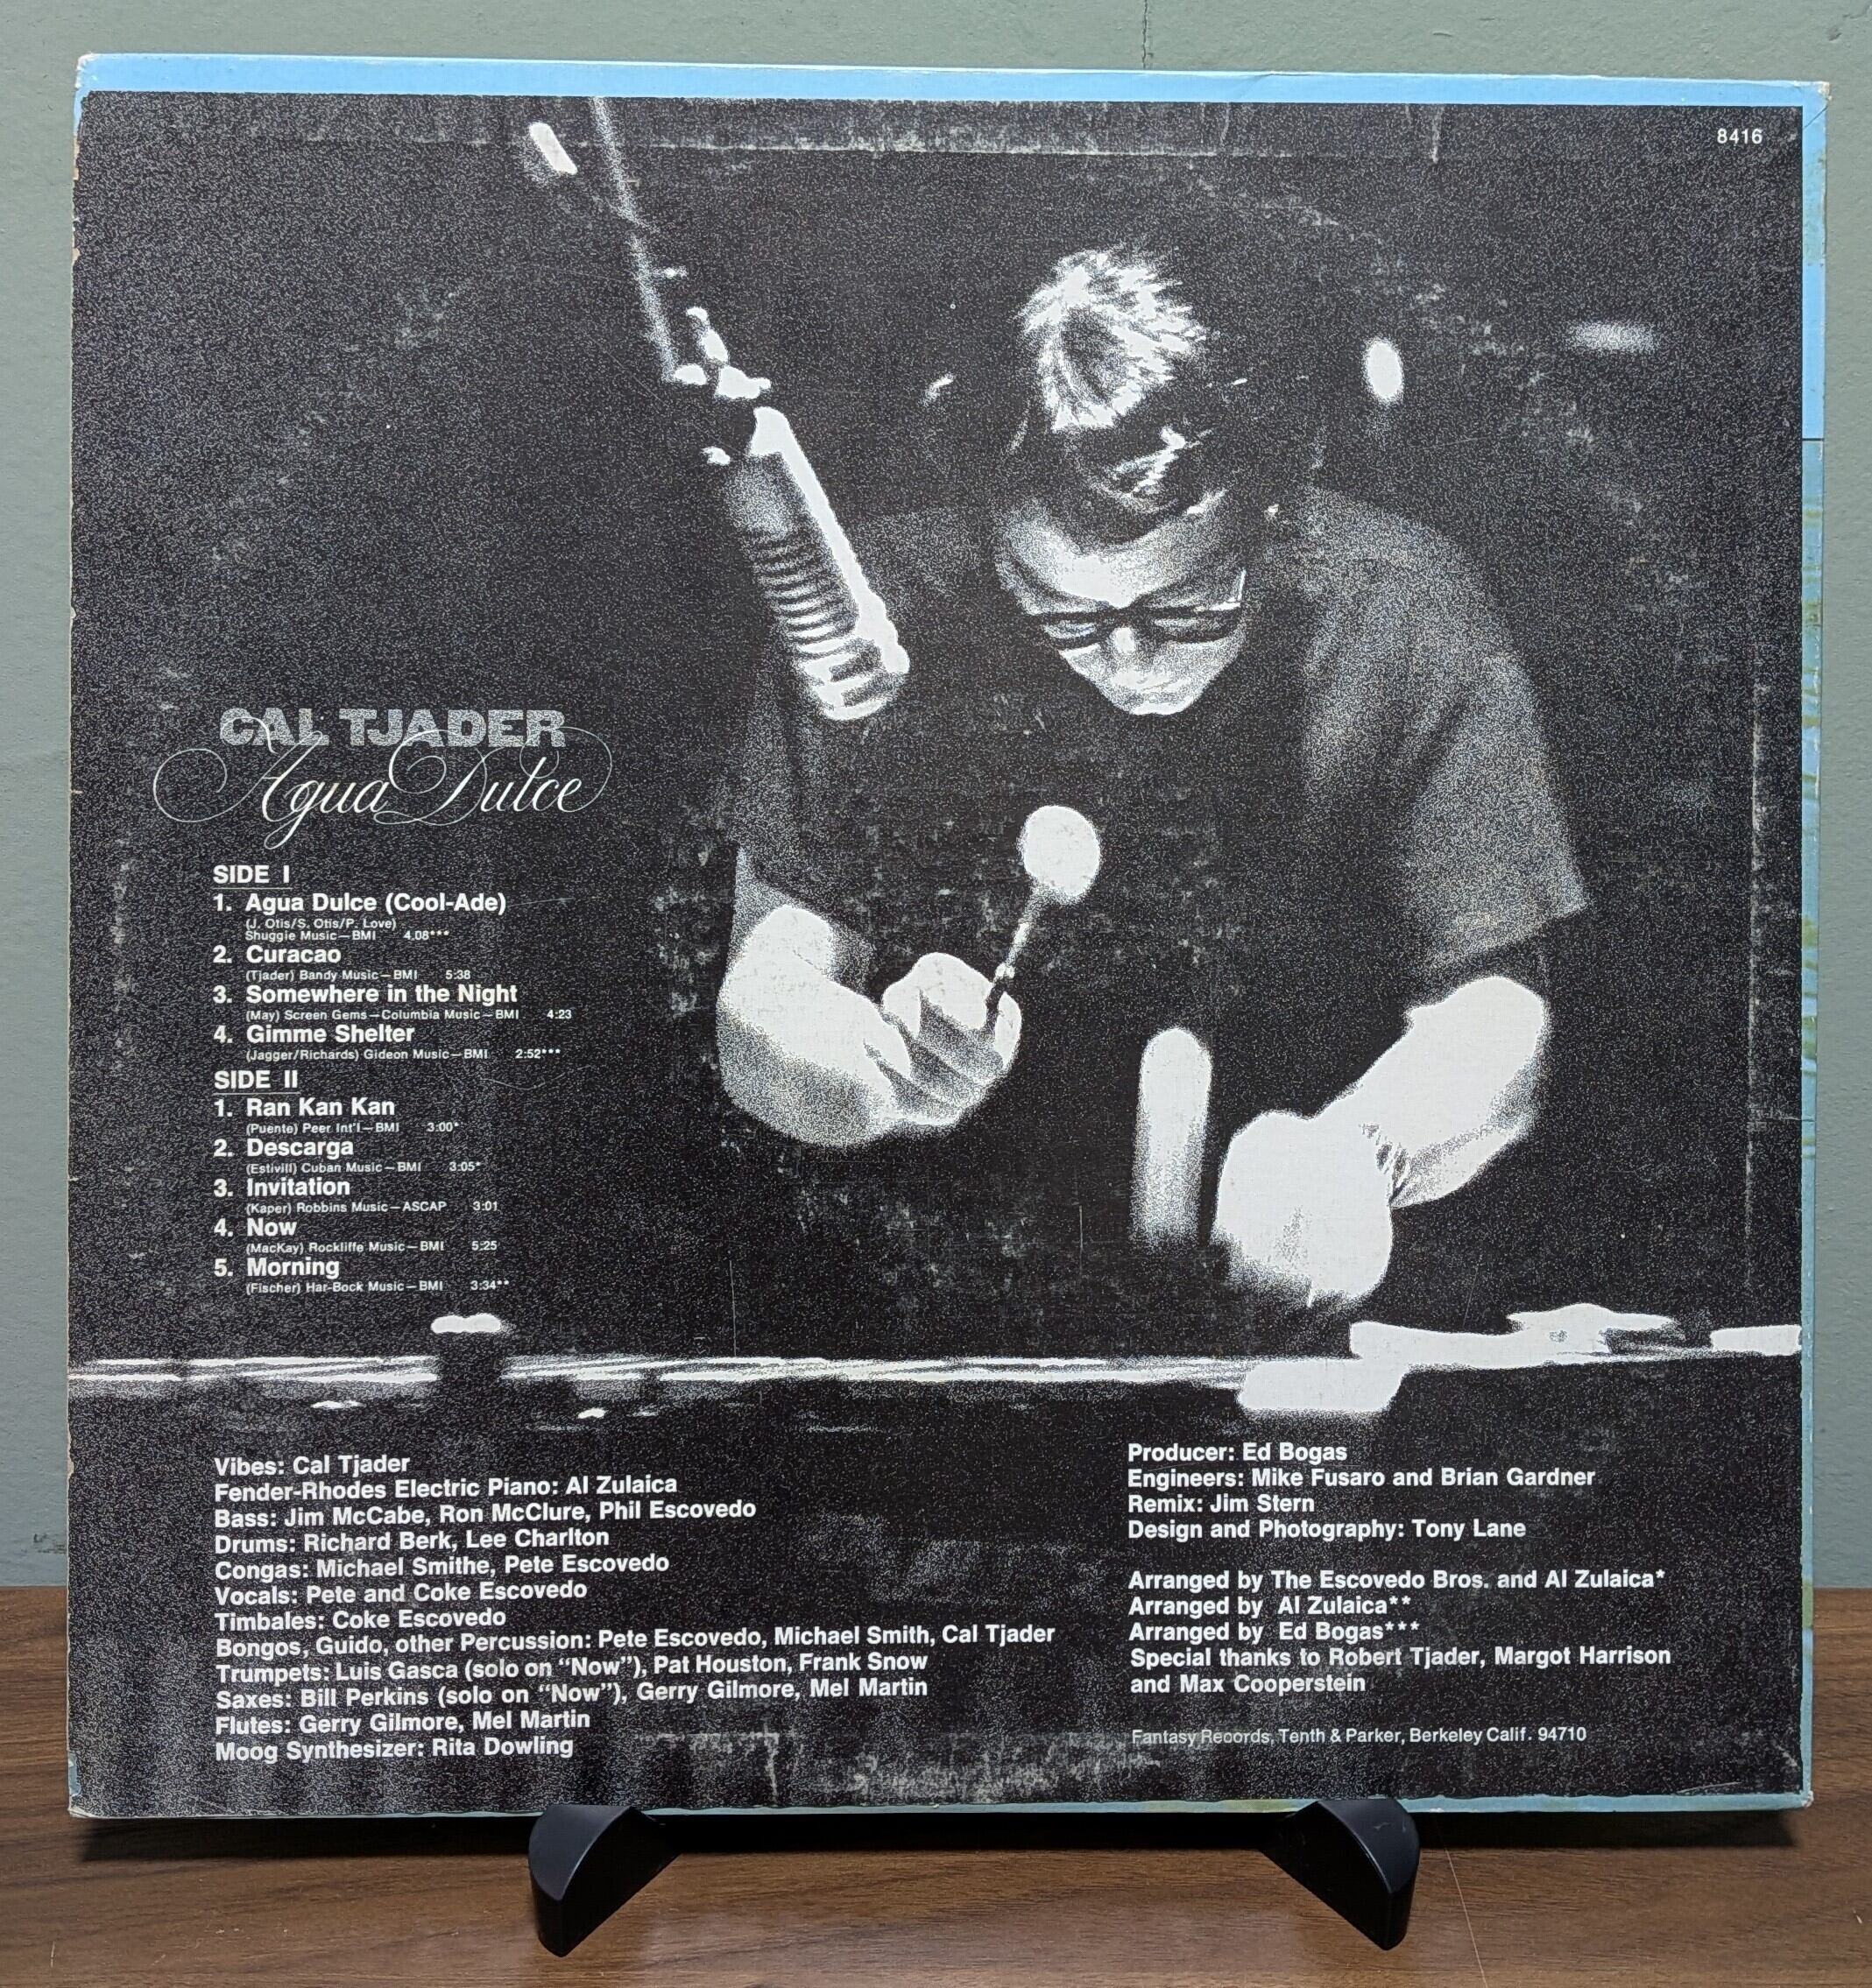 8416
CAL TJADER
Agua Dulce
SIDE I
1. Agua Dulce (Cool-Ade)
(J. Otis/S. Otis/P. Love)
Shuggie Music—BMI 4.08***
2. Curacao
(Tjader) Bandy Music—BMI 5:38
3. Somewhere in the Night
(May) Screen Gems—Columbia Music—BMI 4:23
4. Gimme Shelter
(Jagger/Richards) Gideon Music—BMI 2:52***
SIDE II
1. Ran Kan Kan
(Puente) Peer Int'l—BMI 3:00*
2. Descarga
(Estivill) Cuban Music—BMI 3:05*
3. Invitation
(Kaper) Robbins Music—ASCAP 3:01
4. Now
(MacKay) Rockliffe Music—BMI 5:25
5. Morning
(Fischer) Har-Bock Music—BMI 3:34**
Vibes: Cal Tjader
Fender-Rhodes Electric Piano: Al Zulaica
Bass: Jim McCabe, Ron McClure, Phil Escovedo
Drums: Richard Berk, Lee Charlton
Congas: Michael Smithe, Pete Escovedo
Vocals: Pete and Coke Escovedo
Timbales: Coke Escovedo
Bongos, Guido, other Percussion: Pete Escovedo, Michael Smith, Cal Tjader
Trumpets: Luis Gasca (solo on “Now”), Pat Houston, Frank Snow
Saxes: Bill Perkins (solo on “Now”), Gerry Gilmore, Mel Martin
Flutes: Gerry Gilmore, Mel Martin
Moog Synthesizer: Rita Dowling
Producer: Ed Bogas
Engineers: Mike Fusaro and Brian Gardner
Remix: Jim Stern
Design and Photography: Tony Lane
Arranged by The Escovedo Bros. and Al Zulaica*
Arranged by Al Zulaica**
Arranged by Ed Bogas***
Special thanks to Robert Tjader, Margot Harrison
and Max Cooperstein
Fantasy Records, Tenth & Parker, Berkeley Calif. 94710